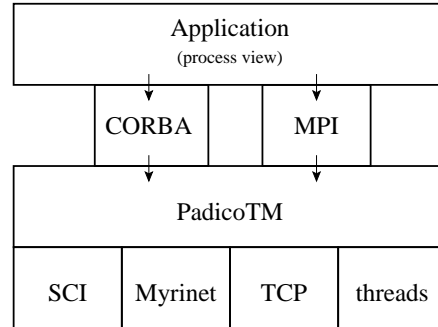 Application
(process view)
CORBA MPI
PadicoTM
SCI Myrinet TCP threads